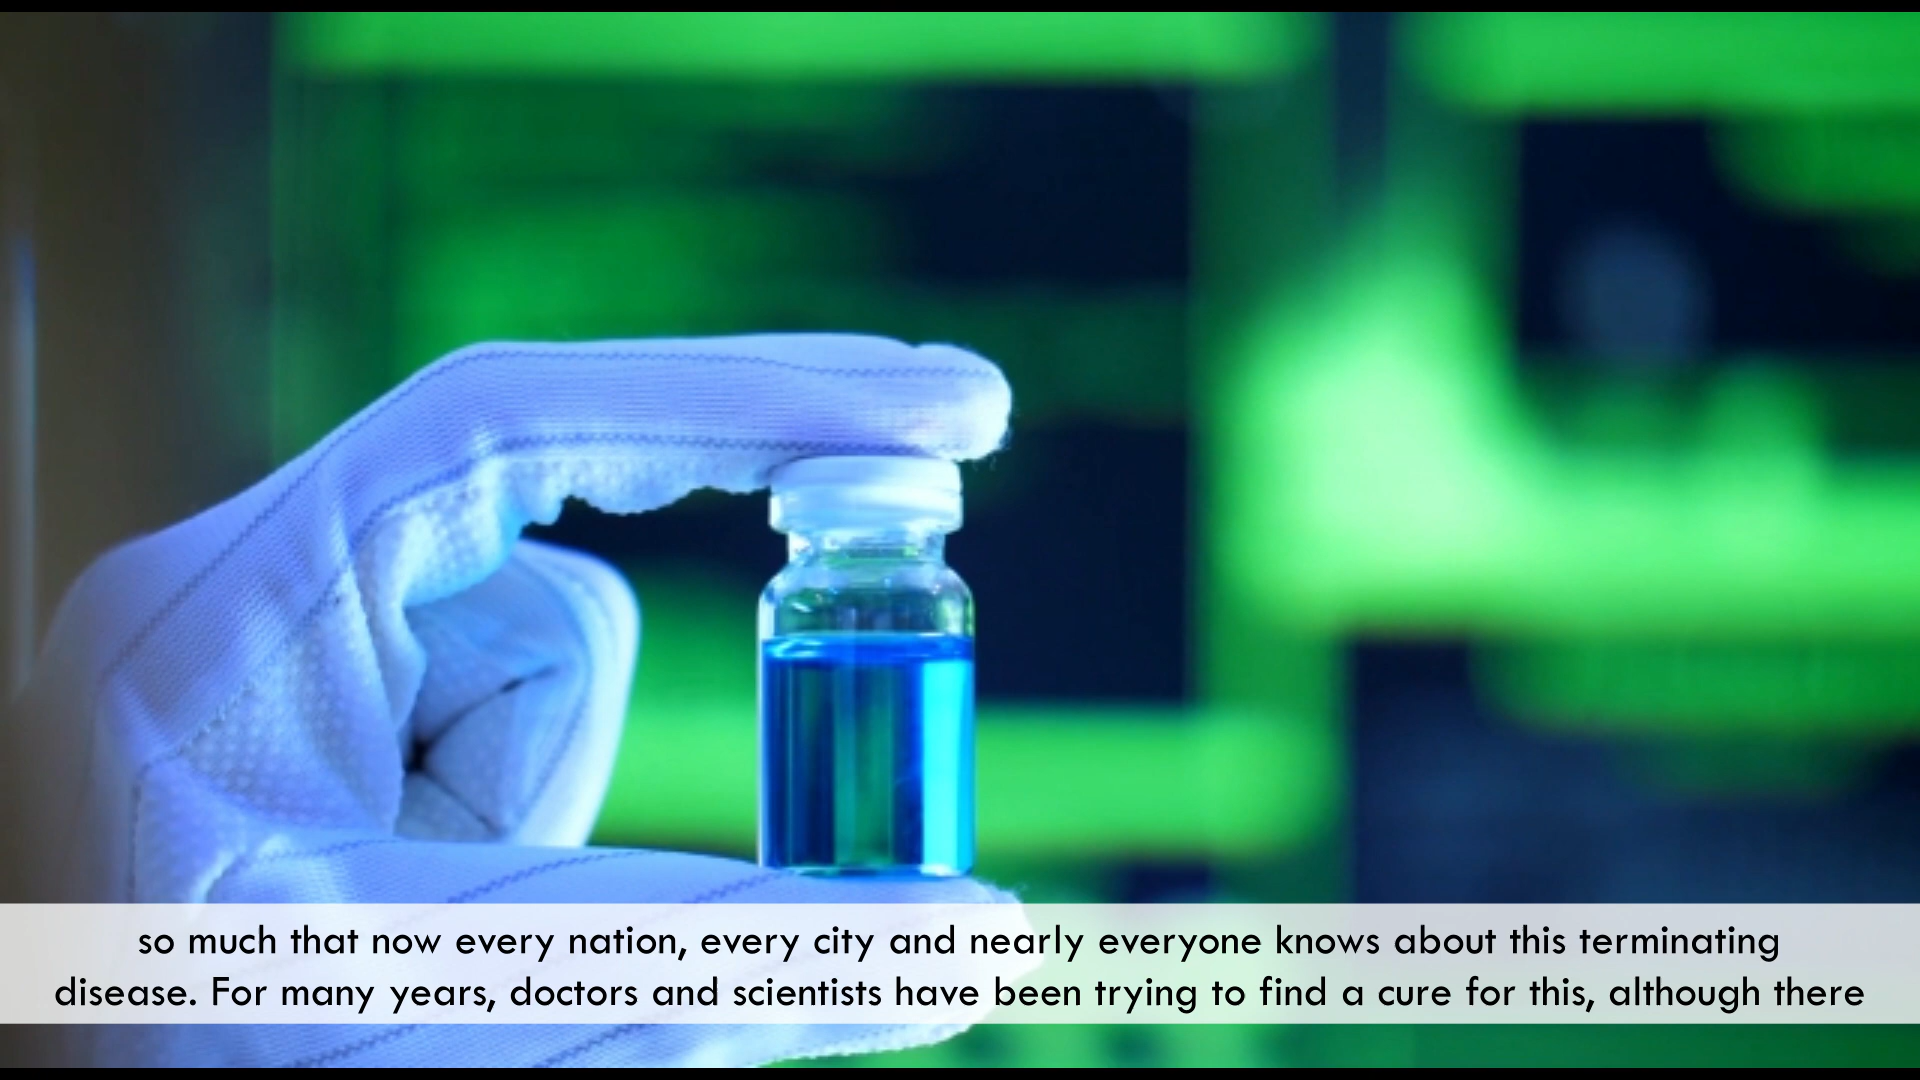 so much that now every nation, every city and nearly everyone knows about this terminating
disease. For many years, doctors and scientists have been trying to find a cure for this, although there